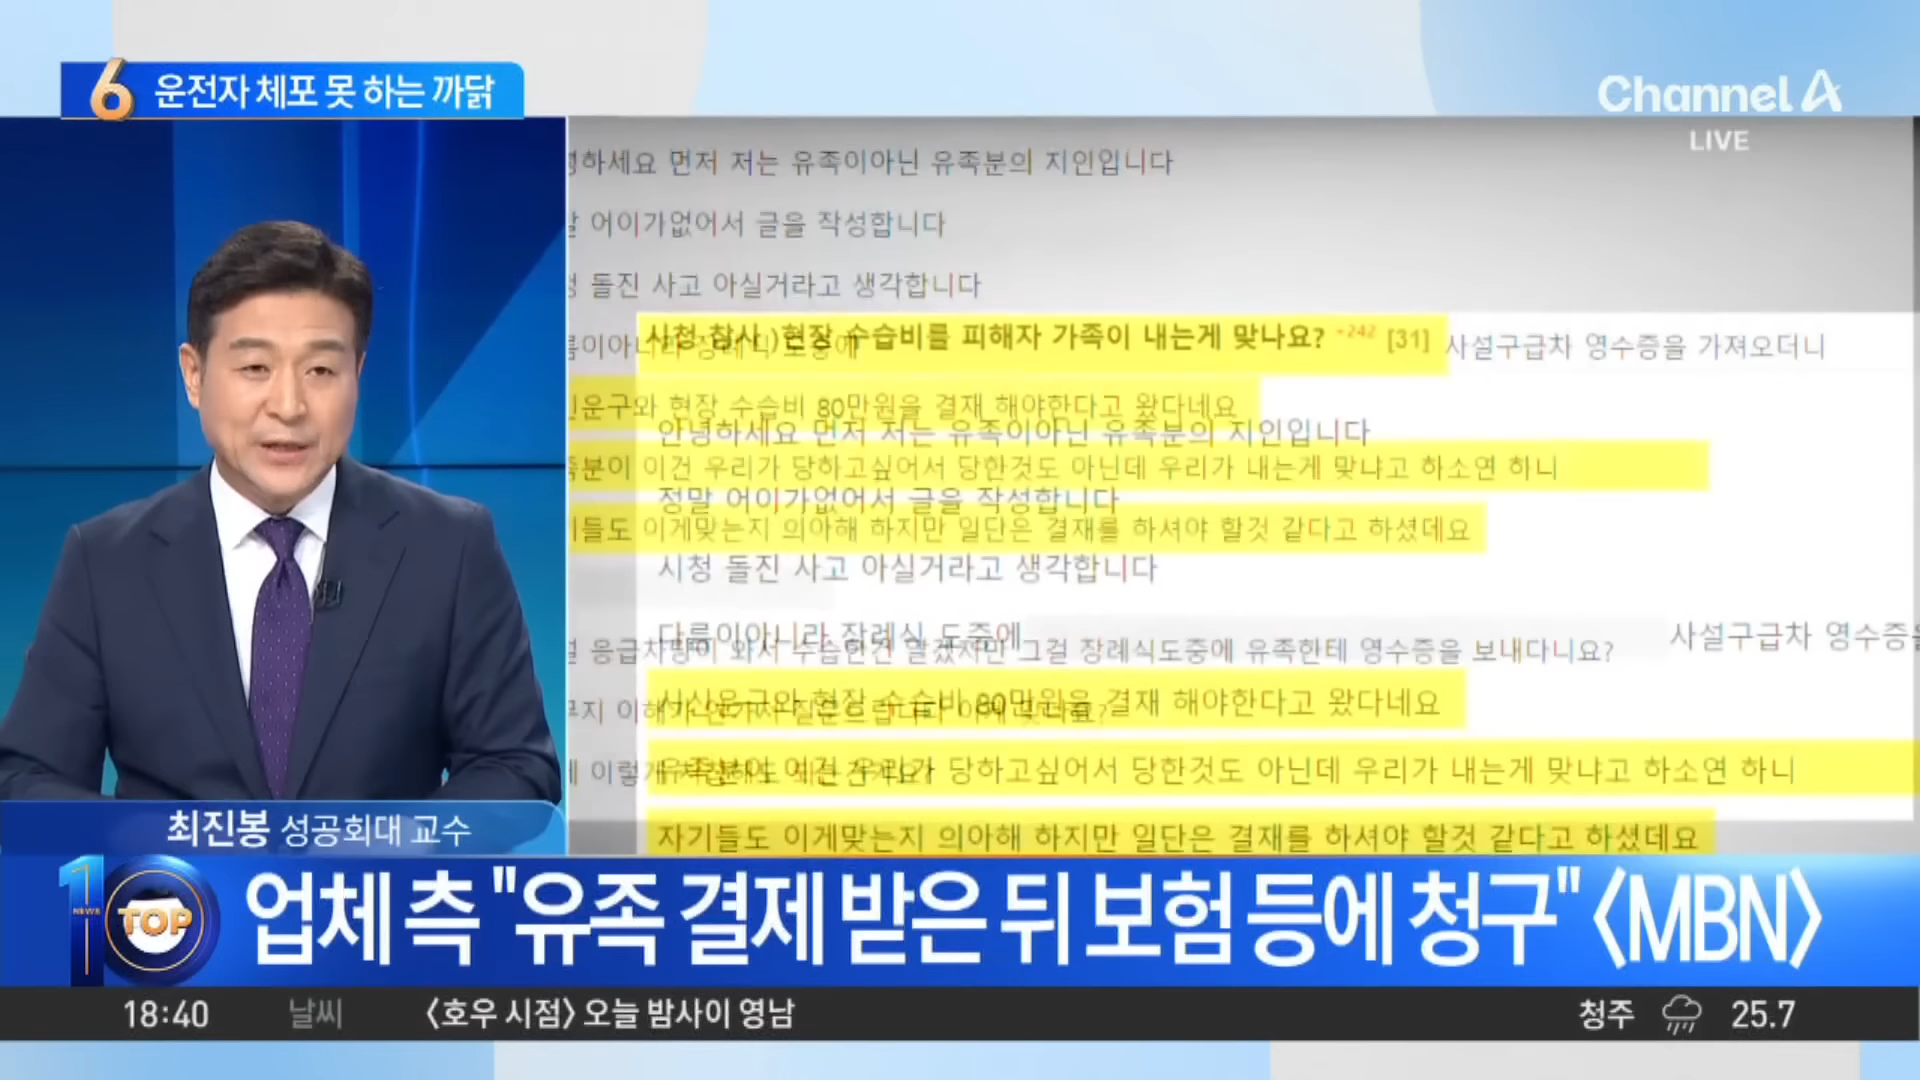 6 운전자 체포 못 하는 까닭
Channel A
LIVE
하세요 먼저 저는 유족이아닌 유족분의 지인입니다
어이가없어서 글을 작성합니다
돌진 사고 아실거라고 생각합니다
시청 참사 )현장 수습비를 피해자 가족이 내는게 맞나요? +242 [31]
사설구급차 영수증을 가져오더니
현장 수습비 80만원을 결재 해야한다고 왔다네요
안녕하세요 먼저 저는 유족이아닌 유족분의 지인입니다
이건 우리가 당하고싶어서 당한것도 아닌데 우리가 내는게 맞냐고 하소연 하니
정말 어이가없어서 글을 작성합니다
이게맞는지 의아해 하지만 일단은 결재를 하셔야 할것 같다고 하셨데요
시청 돌진 사고 아실거라고 생각합니다
다름이아니라 장례식 도중에
사설구급차
그걸 장례식도중에 유족한테 영수증을 보내다니요?
시신운구와 현장 수습비 80만원을 결재 해야한다고 왔다네요
당하고싶어서 당한것도 아닌데 우리가 내는게 맞냐고 하소연 하니
자기들도 이게맞는지 의아해 하지만 일단은 결재를 하셔야 할것 같다고 하셨데요
최진봉 성공회대 교수
10 NEWS TOP
업체 측 "유족 결제 받은 뒤 보험 등에 청구"〈MBN〉
18:40 날씨 〈호우 시점〉 오늘 밤사이 영남
청주 25.7